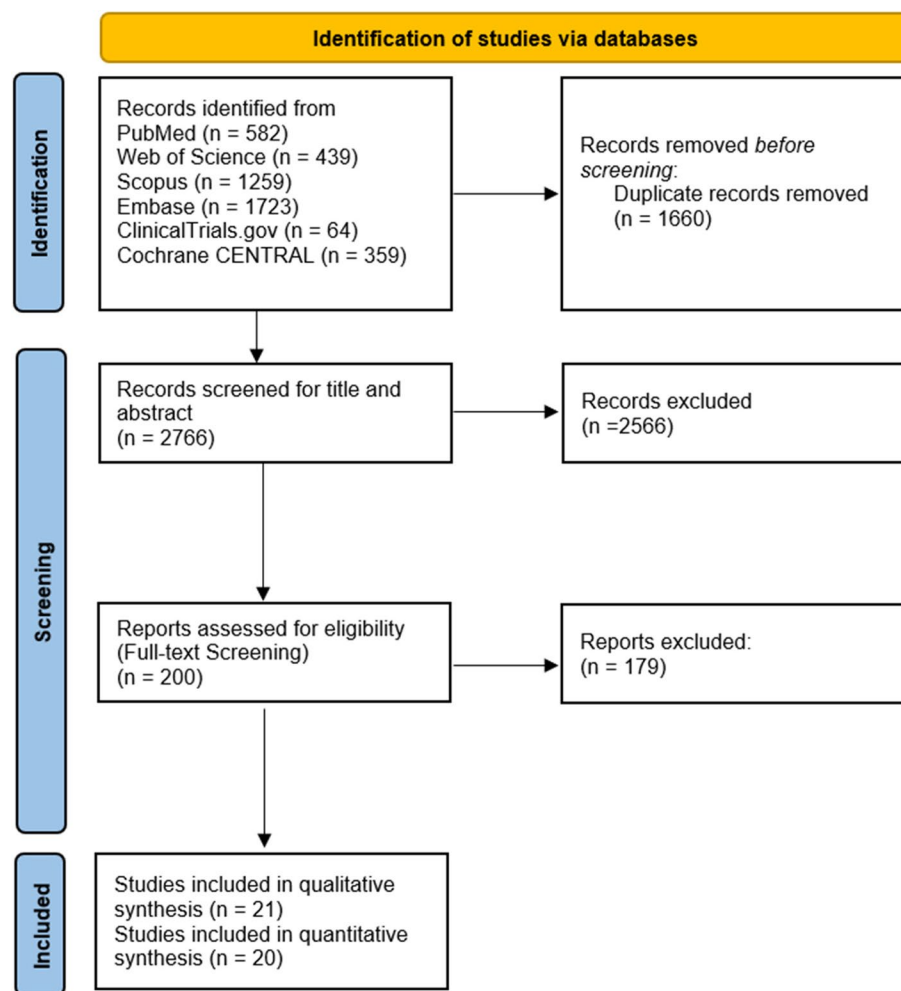 Identification of studies via databases
Identification
Records identified from
PubMed (n = 582)
Web of Science (n = 439)
Scopus (n = 1259)
Embase (n = 1723)
ClinicalTrials.gov (n = 64)
Cochrane CENTRAL (n = 359)
Records removed before
screening:
Duplicate records removed
(n = 1660)
Screening
Records screened for title and
abstract
(n = 2766)
Records excluded
(n =2566)
Reports assessed for eligibility
(Full-text Screening)
(n = 200)
Reports excluded:
(n = 179)
Included
Studies included in qualitative
synthesis (n = 21)
Studies included in quantitative
synthesis (n = 20)